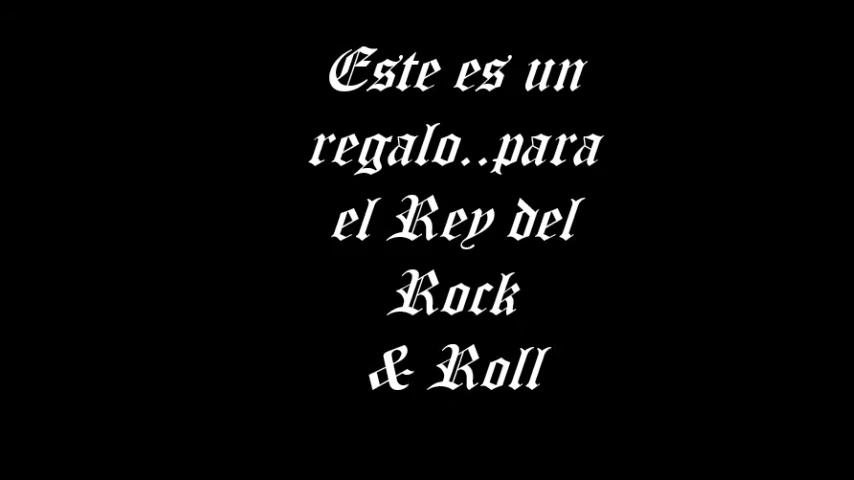 Este es un
regalo..para
el Rey del
Rock
& Roll